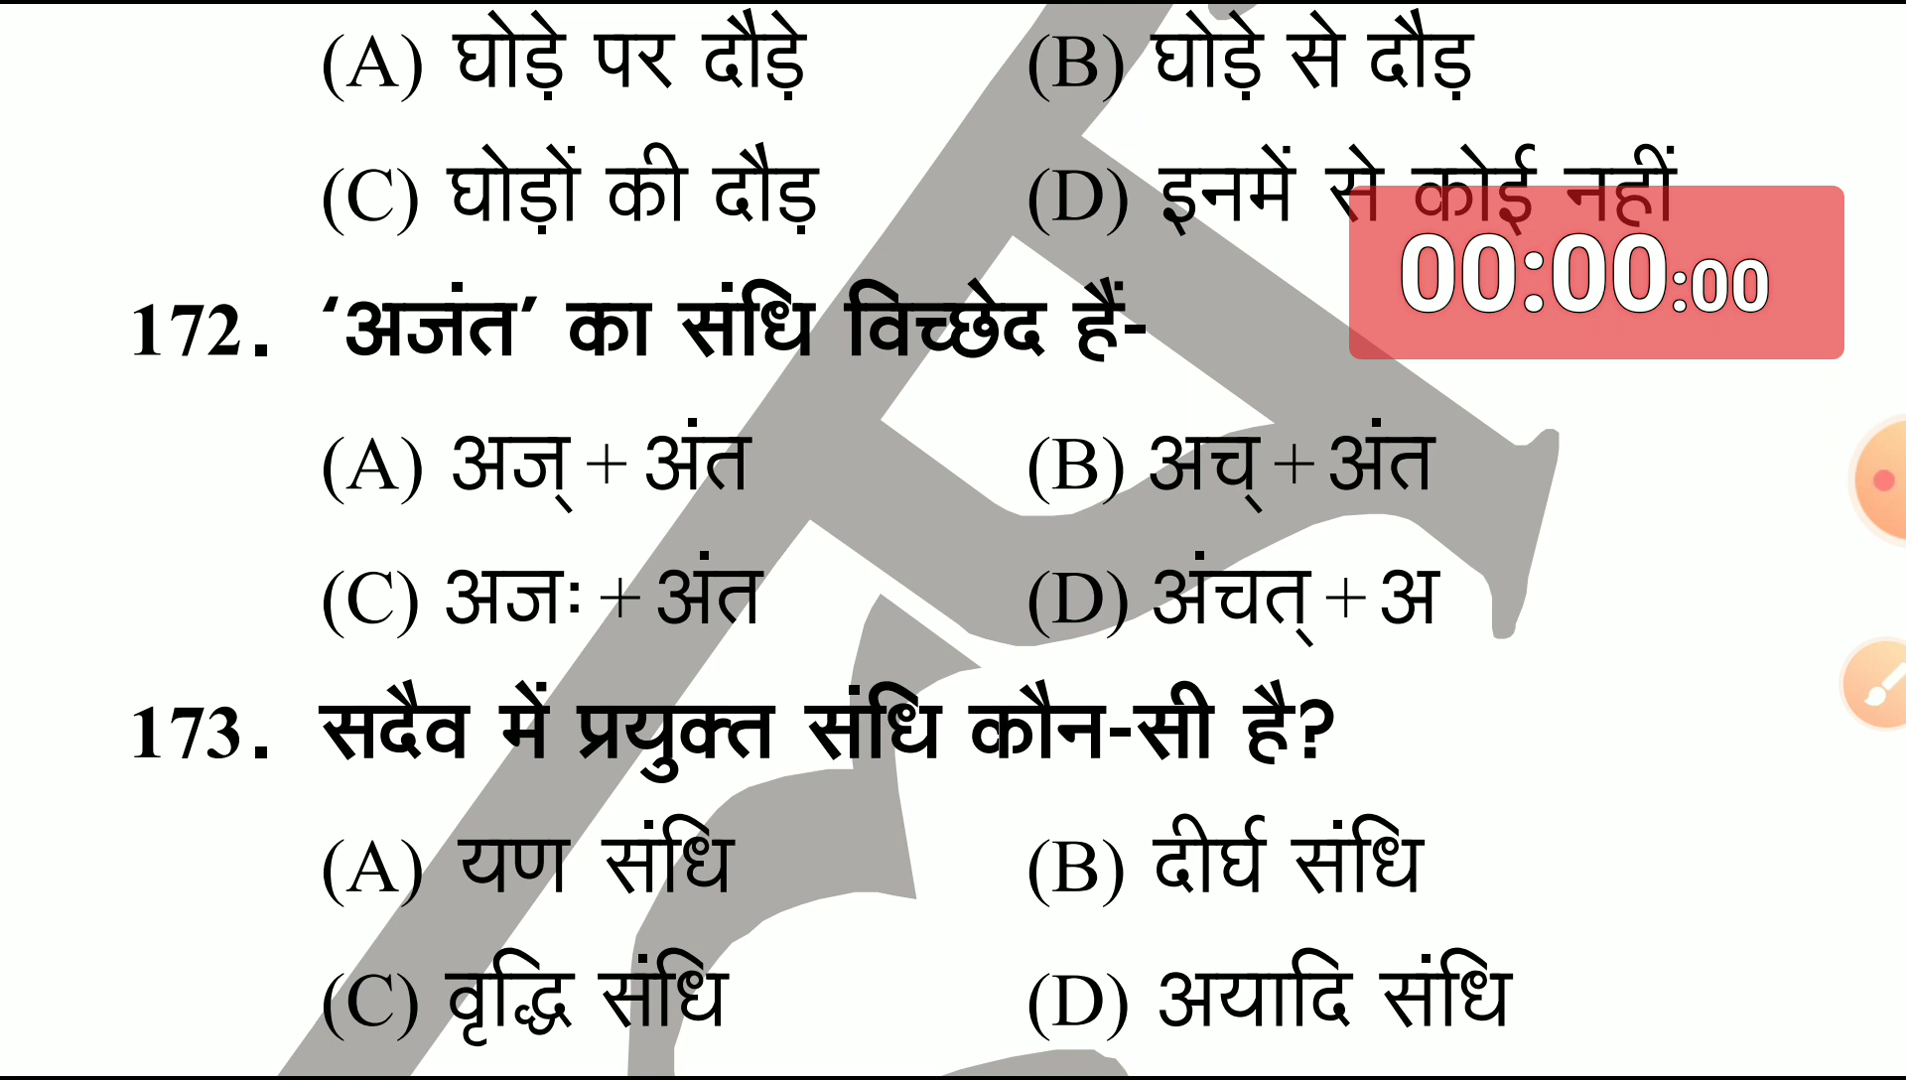 (A) घोड़े पर दौड़े (B) घोड़े से दौड़
(C) घोड़ों की दौड़ (D) इनमें से कोई नहीं
00:00:00
172. ‘अजंत’ का संधि विच्छेद हैं-
(A) अज् + अंत (B) अच् + अंत
(C) अजः + अंत (D) अंचत् + अ
173. सदैव में प्रयुक्त संधि कौन-सी है?
(A) यण संधि (B) दीर्घ संधि
(C) वृद्धि संधि (D) अयादि संधि